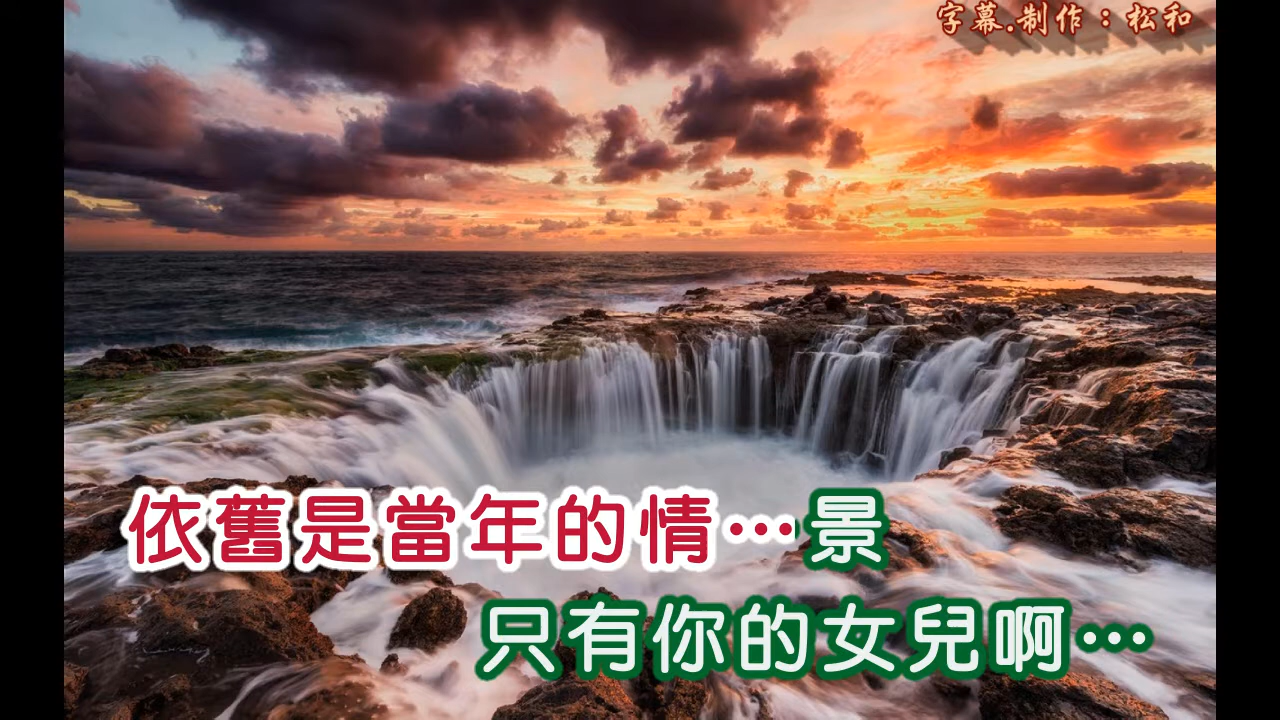 字幕.制作：松和
依舊是當年的情…景
只有你的女兒啊…